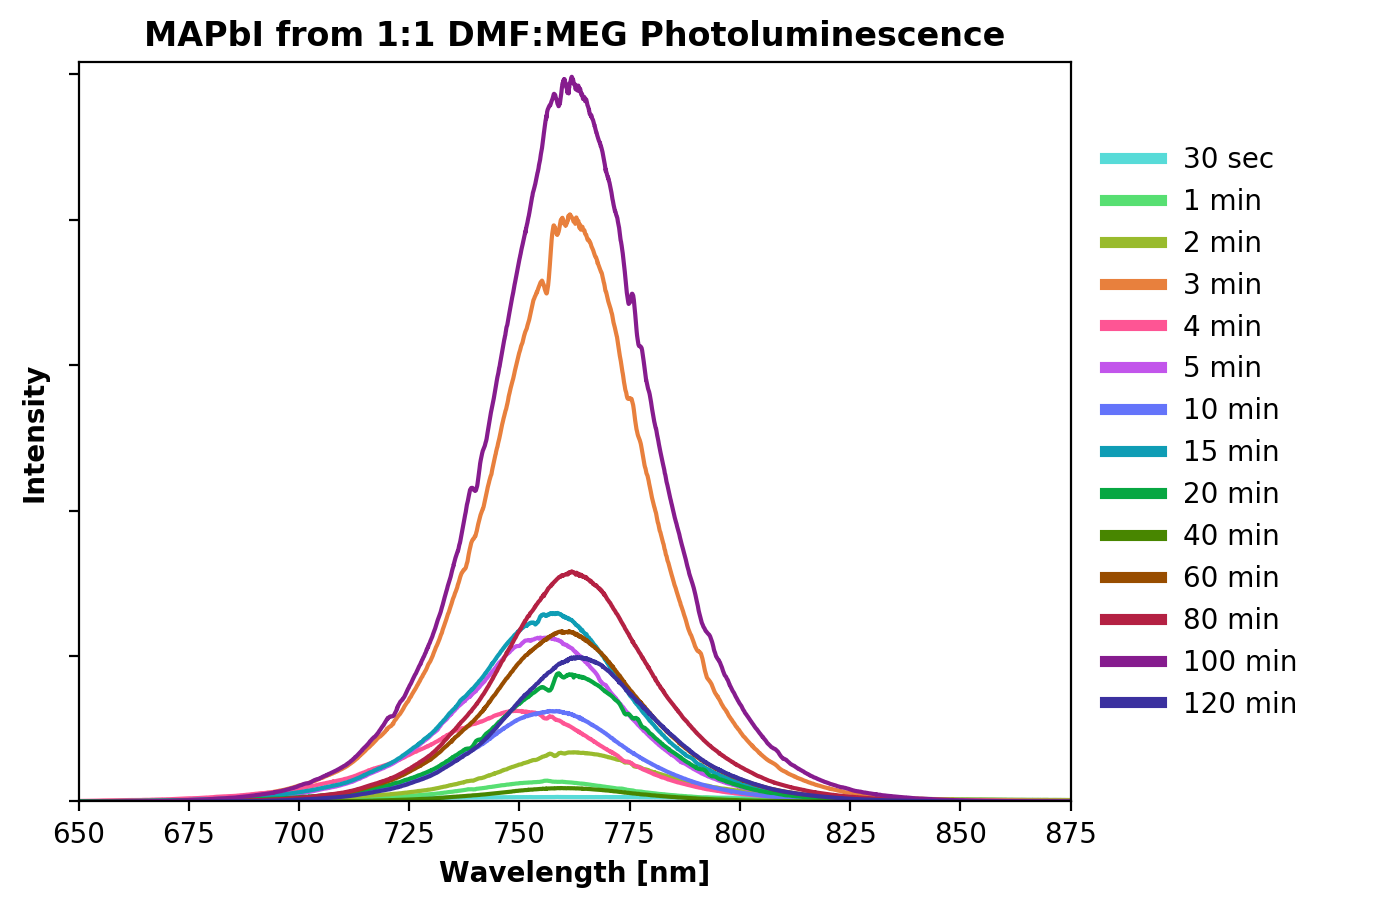 MAPbI from 1:1 DMF:MEG Photoluminescence
Intensity
30 sec
1 min
2 min
3 min
4 min
5 min
10 min
15 min
20 min
40 min
60 min
80 min
100 min
120 min
650 675 700 725 750 775 800 825 850 875
Wavelength [nm]